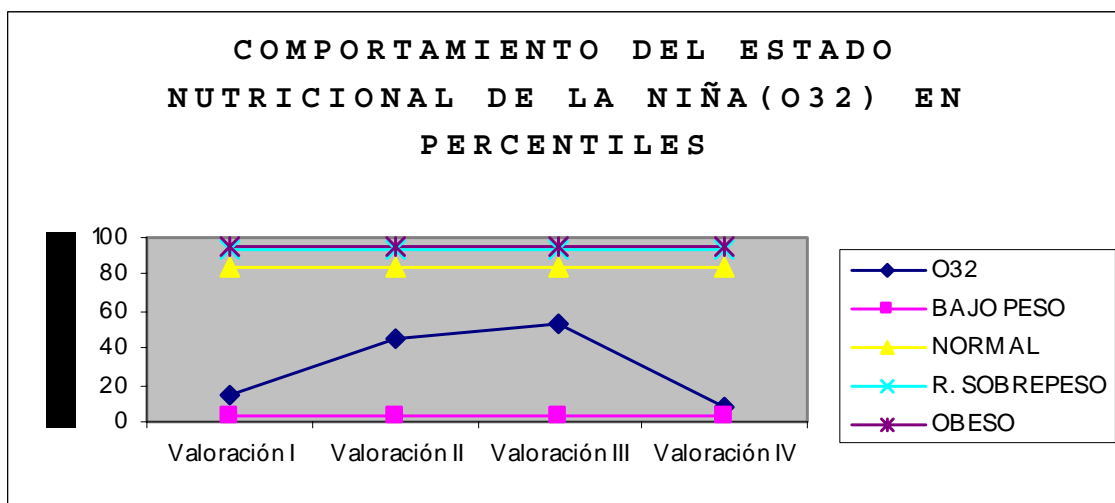 COMPORTAMIENTO DEL ESTADO
NUTRICIONAL DE LA NIÑA(O32) EN
PERCENTILES
100
80
60
40
20
0
Valoración I Valoración II Valoración III Valoración IV
O32
BAJO PESO
NORMAL
R. SOBREPESO
OBESO